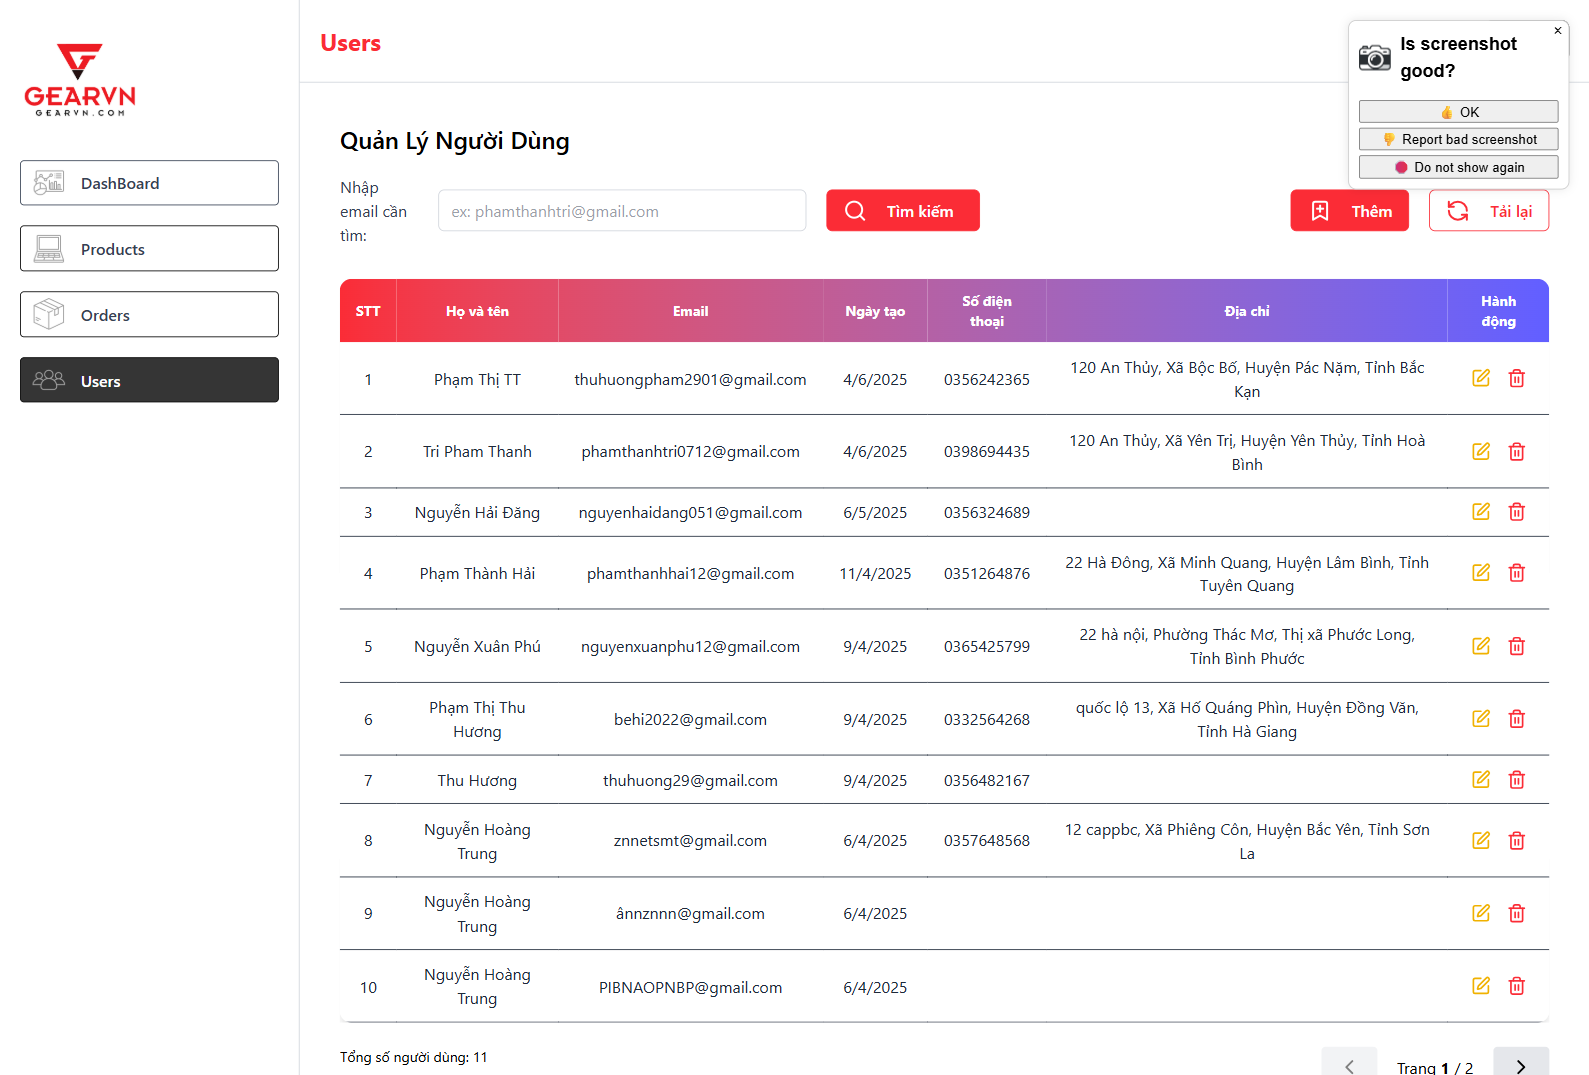 GEARVN
GEARVN.COM
DashBoard
Products
Orders
Users
Users
Is screenshot
good?
×
👍 OK
👎 Report bad screenshot
Do not show again
Quản Lý Người Dùng
Nhập
email cần
tìm:
ex: phamthanhtri@gmail.com
Tìm kiếm
Thêm
Tải lại
STT Họ và tên Email Ngày tạo Số điện thoại Địa chỉ Hành động
1 Phạm Thị TT thuhuongpham2901@gmail.com 4/6/2025 0356242365 120 An Thủy, Xã Bộc Bố, Huyện Pác Nặm, Tỉnh Bắc
Kạn
2 Tri Pham Thanh phamthanhtri0712@gmail.com 4/6/2025 0398694435 120 An Thủy, Xã Yên Trị, Huyện Yên Thủy, Tỉnh Hoà
Bình
3 Nguyễn Hải Đăng nguyenhaidang051@gmail.com 6/5/2025 0356324689
4 Phạm Thành Hải phamthanhhai12@gmail.com 11/4/2025 0351264876 22 Hà Đông, Xã Minh Quang, Huyện Lâm Bình, Tỉnh
Tuyên Quang
5 Nguyễn Xuân Phú nguyenxuanphu12@gmail.com 9/4/2025 0365425799 22 hà nội, Phường Thác Mơ, Thị xã Phước Long,
Tỉnh Bình Phước
6 Phạm Thị Thu
Hương behi2022@gmail.com 9/4/2025 0332564268 quốc lộ 13, Xã Hố Quáng Phìn, Huyện Đồng Văn,
Tỉnh Hà Giang
7 Thu Hương thuhuong29@gmail.com 9/4/2025 0356482167
8 Nguyễn Hoàng
Trung znnetsmt@gmail.com 6/4/2025 0357648568 12 cappbc, Xã Phiêng Côn, Huyện Bắc Yên, Tỉnh Sơn
La
9 Nguyễn Hoàng
Trung ânnznnn@gmail.com 6/4/2025
10 Nguyễn Hoàng
Trung PIBNAOPNBP@gmail.com 6/4/2025
Tổng số người dùng: 11
Trang 1 / 2